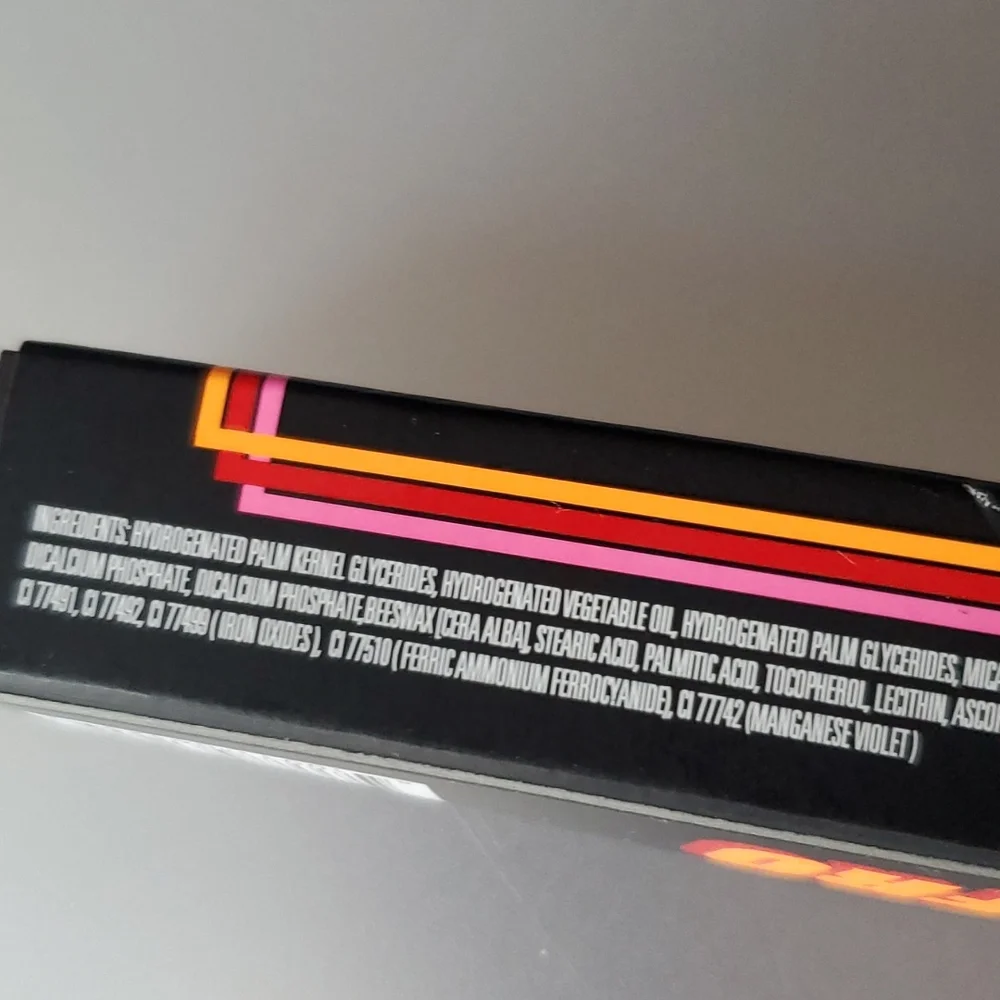 INGREDIENTS: HYDROGENATED PALM KERNEL GLYCERIDES, HYDROGENATED VEGETABLE OIL, HYDROGENATED PALM GLYCERIDES, MICA
DICALCIUM PHOSPHATE, DICALCIUM PHOSPHATE,BEESWAX (CERA ALBA), STEARIC ACID, PALMITIC ACID, TOCOPHEROL, LECITHIN,
CI 77491, CI 77492, CI 77499 ( IRON OXIDES ), CI 77510 ( FERRIC AMMONIUM FERROCYANIDE), CI 77742 (MANGANESE VIOLET )